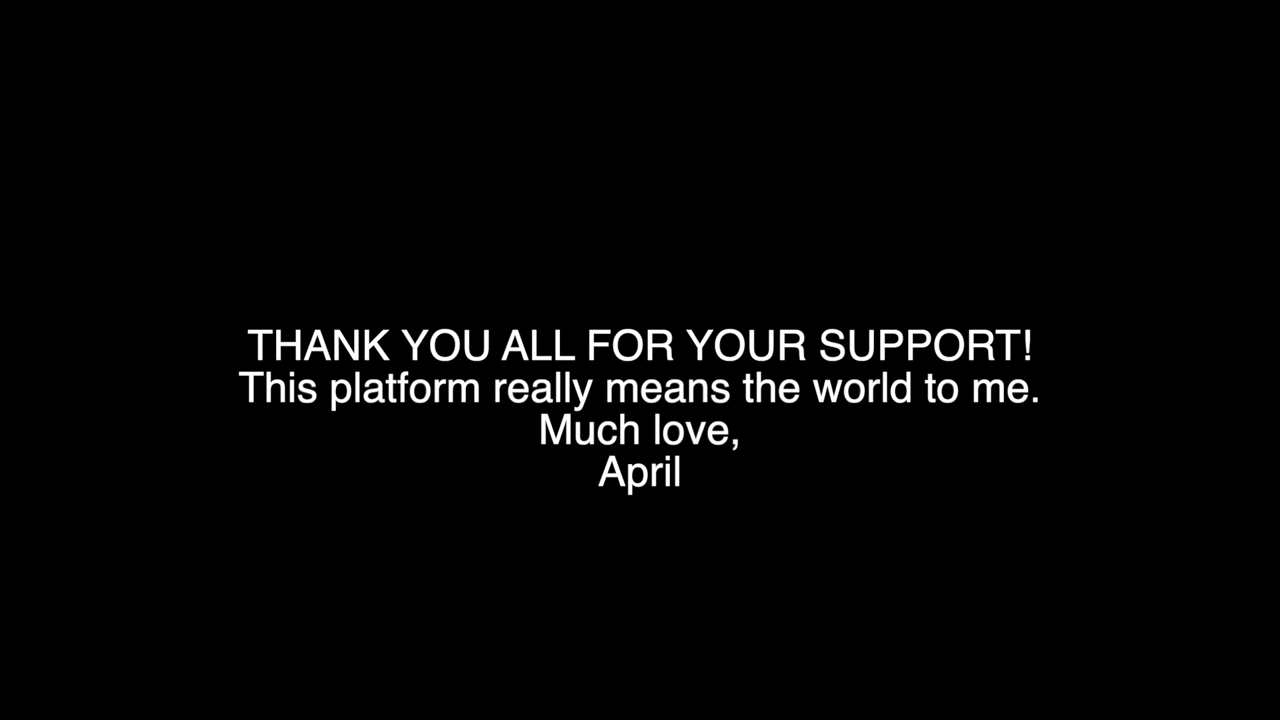 THANK YOU ALL FOR YOUR SUPPORT!
This platform really means the world to me.
Much love,
April